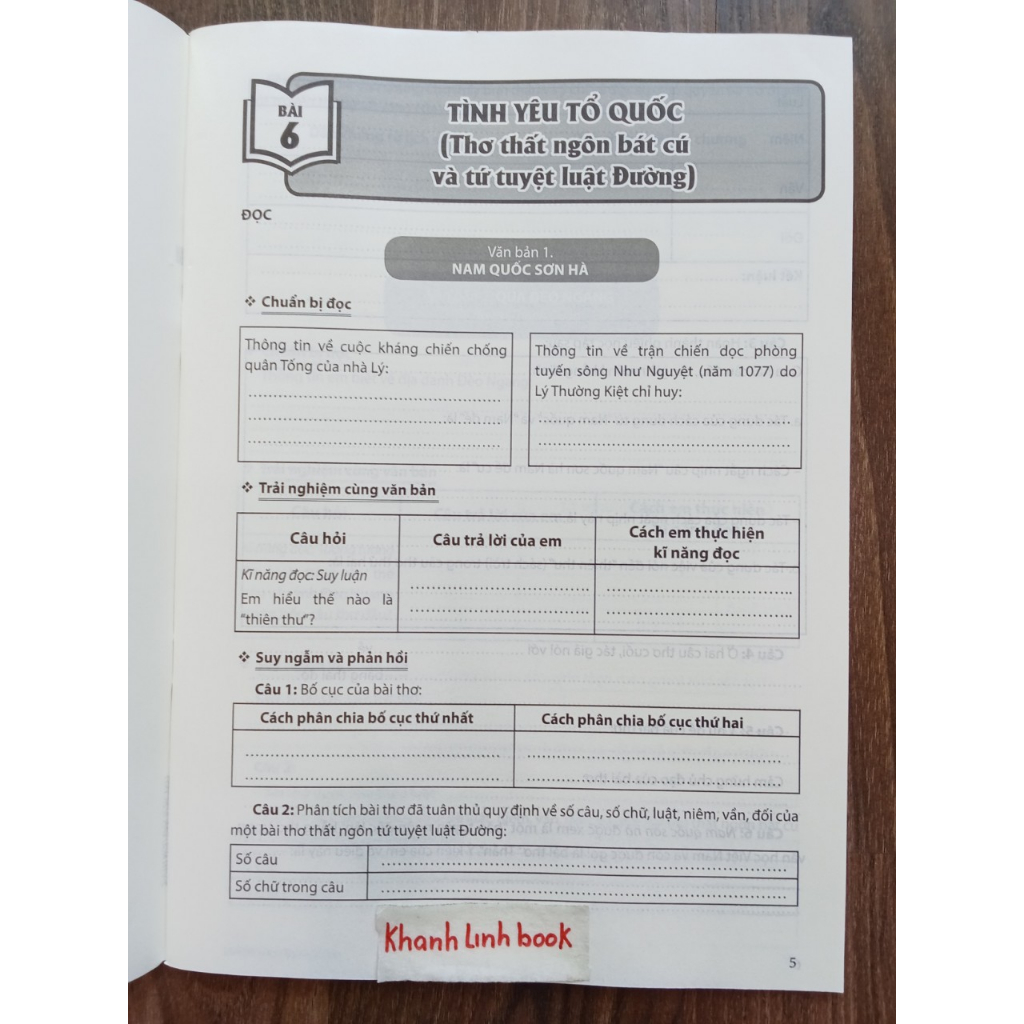 BÀI
6
TÌNH YÊU TỔ QUỐC
(Thơ thất ngôn bát cú
và tứ tuyệt luật Đường)
ĐỌC
Văn bản 1.
NAM QUỐC SƠN HÀ
❖ Chuẩn bị đọc
Thông tin về cuộc kháng chiến chống
quân Tống của nhà Lý:
Thông tin về trận chiến dọc phòng
tuyến sông Như Nguyệt (năm 1077) do
Lý Thường Kiệt chỉ huy:
❖ Trải nghiệm cùng văn bản
Câu hỏi
Câu trả lời của em
Cách em thực hiện
kĩ năng đọc
Kĩ năng đọc: Suy luận
Em hiểu thế nào là
"thiên thư"?
❖ Suy ngẫm và phản hồi
Câu 1: Bố cục của bài thơ:
Cách phân chia bố cục thứ nhất
Cách phân chia bố cục thứ hai
Câu 2: Phân tích bài thơ đã tuân thủ quy định về số câu, số chữ, luật, niêm, vần, đối của
một bài thơ thất ngôn tứ tuyệt luật Đường:
Số câu
Số chữ trong câu
Khanh Linh book
5